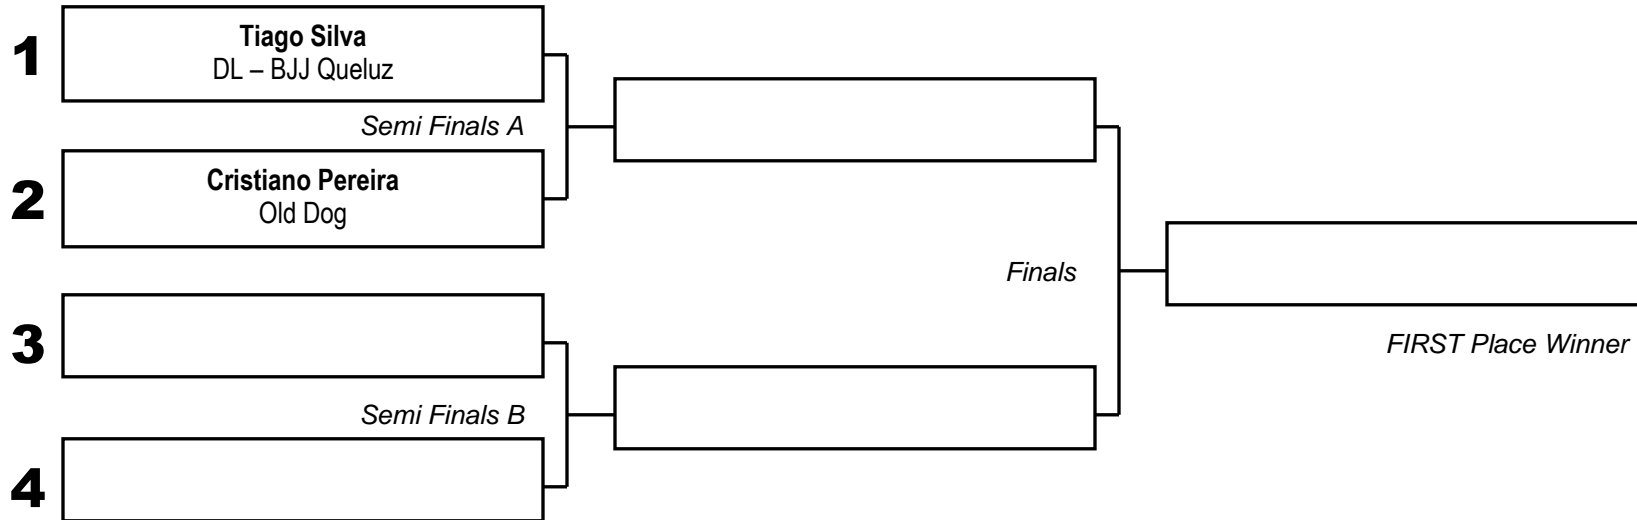 1
Tiago Silva
DL – BJJ Queluz
Semi Finals A
2
Cristiano Pereira
Old Dog
Finals
3
FIRST Place Winner
Semi Finals B
4